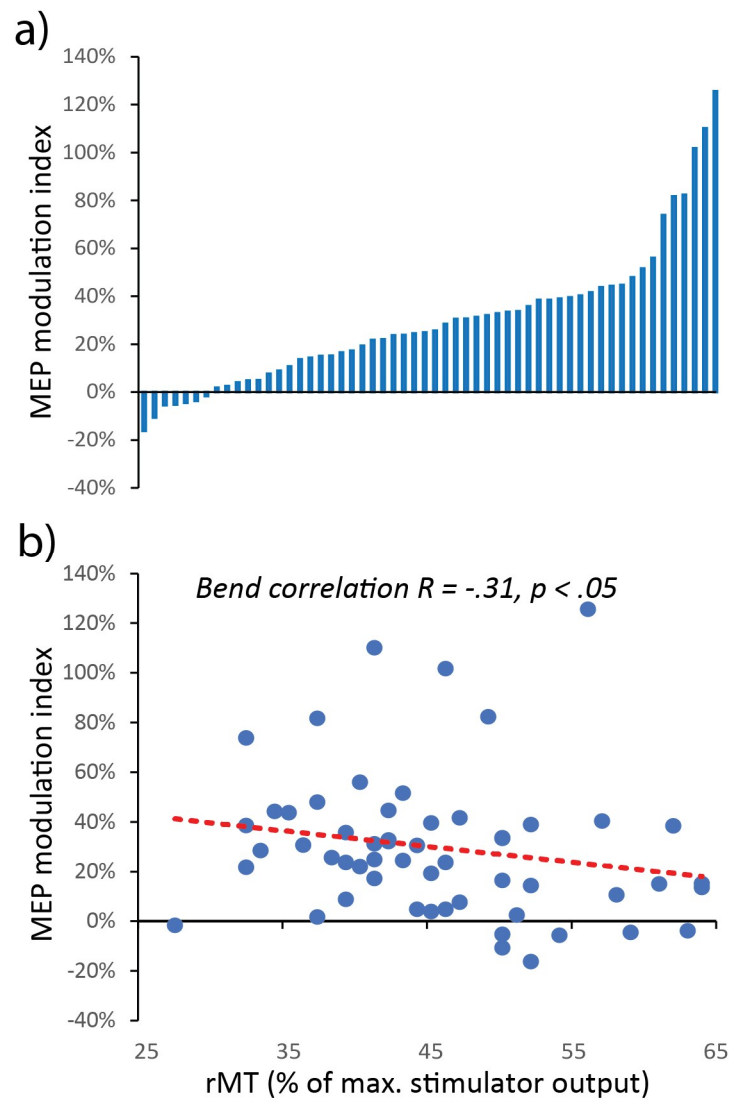 a)
MEP modulation index
140%
120%
100%
80%
60%
40%
20%
0%
-20%
-40%
b)
MEP modulation index
Bend correlation R = -.31, p < .05
140%
120%
100%
80%
60%
40%
20%
0%
-20%
-40%
25 35 45 55 65
rMT (% of max. stimulator output)